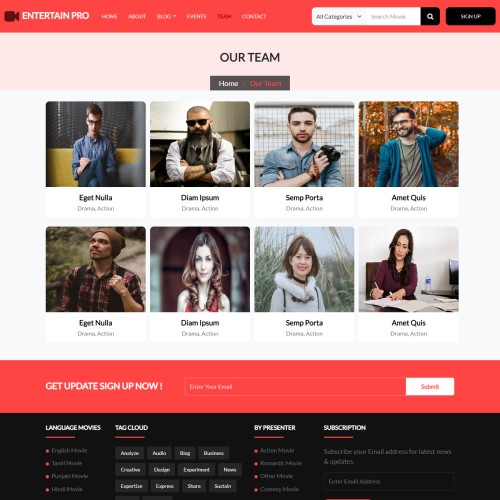 ENTERTAIN PRO HOME ABOUT BLOG EVENTS TEAM CONTACT All Categories Search Movie SIGN UP
OUR TEAM
Home / Our Team
Eget Nulla Diam Ipsum Semp Porta Amet Quis
Drama, Action Drama, Action Drama, Action Drama, Action
Eget Nulla Diam Ipsum Semp Porta Amet Quis
Drama, Action Drama, Action Drama, Action Drama, Action
GET UPDATE SIGN UP NOW ! Enter Your Email Submit
LANGUAGE MOVIES
English Movie
Tamil Movie
Punjabi Movie
Hindi Movie
TAG CLOUD
Analyze Audio Blog Business
Creative Design Experiment News
Expertize Express Share Sustain
BY PRESENTER
Action Movie
Romantic Movie
Other Movie
Comedy Movie
SUBSCRIPTION
Subscribe your Email address for latest news
& updates.
Enter Email Address